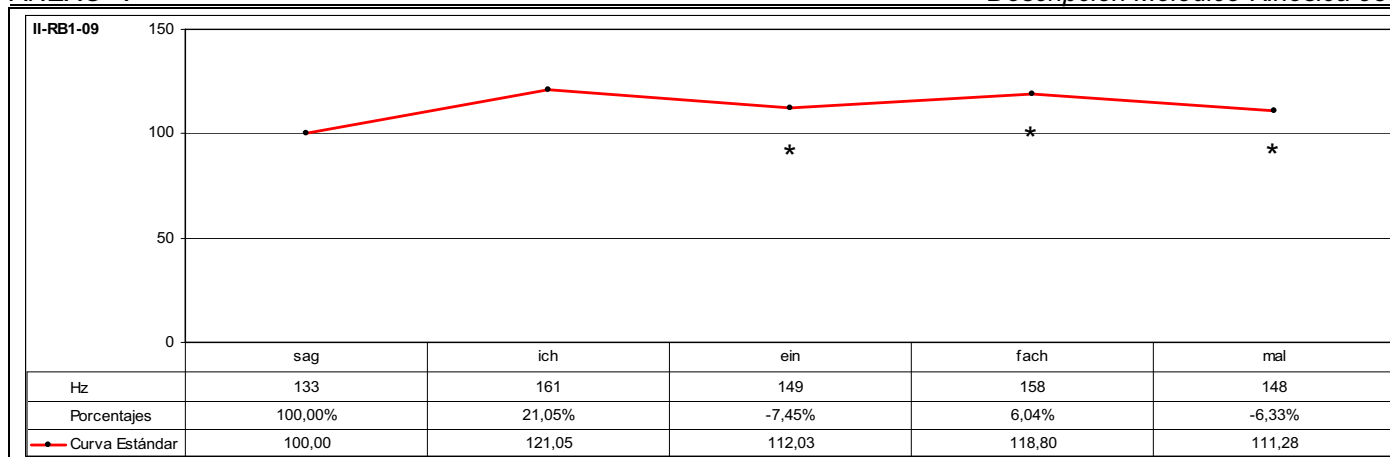 II-RB1-09
150
100
50
0
* * *
sag ich ein fach mal
Hz 133 161 149 158 148
Porcentajes 100,00% 21,05% -7,45% 6,04% -6,33%
Curva Estándar 100,00 121,05 112,03 118,80 111,28